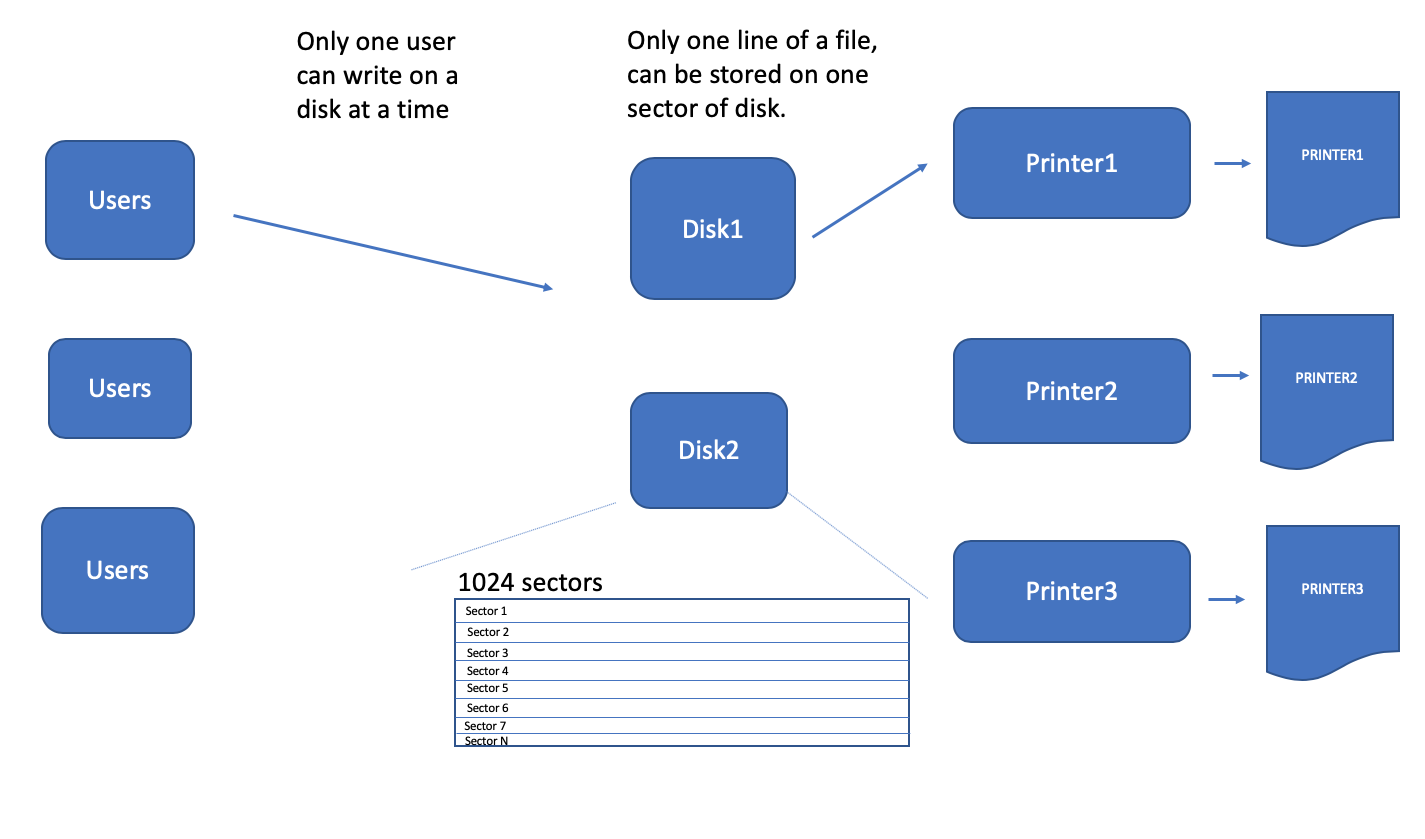 Only one user
can write on a
disk at a time
Only one line of a file,
can be stored on one
sector of disk.
Users
Users
Users
Disk1
Disk2
Printer1
PRINTER1
Printer2
PRINTER2
Printer3
PRINTER3
1024 sectors
Sector 1
Sector 2
Sector 3
Sector 4
Sector 5
Sector 6
Sector 7
Sector N